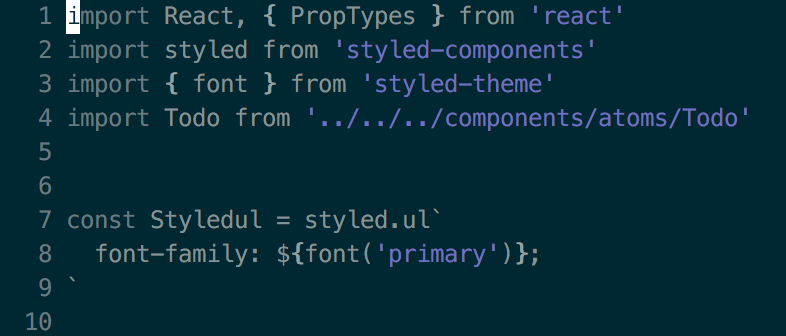 1 import React, { PropTypes } from 'react'
2 import styled from 'styled-components'
3 import { font } from 'styled-theme'
4 import Todo from '../../../components/atoms/Todo'
5
6
7 const Styledul = styled.ul`
8   font-family: ${font('primary')};
9 `
10